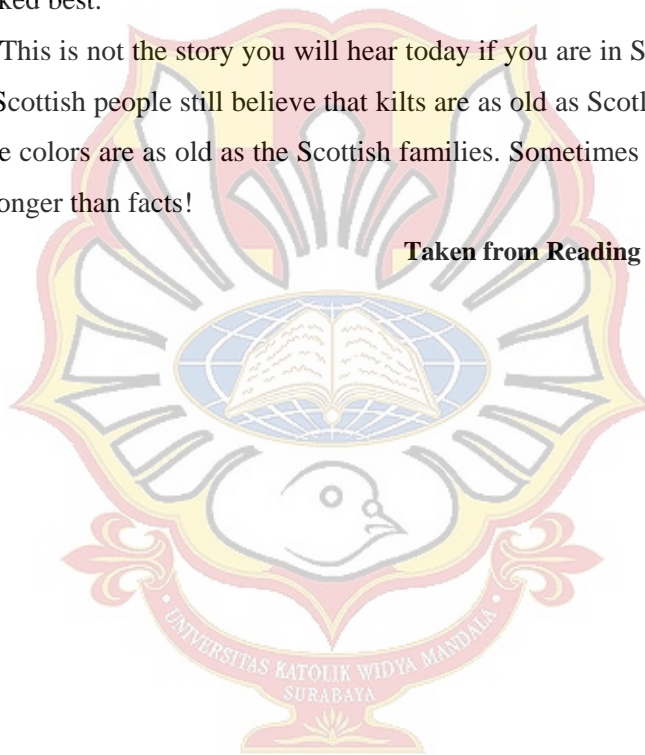 ked best.
This is not the story you will hear today if you are in S
Scottish people still believe that kilts are as old as Scotl
e colors are as old as the Scottish families. Sometimes
onger than facts!
Taken from Reading
UNIVERSITAS KATOLIK WIDYA MANDALA
SURABAYA